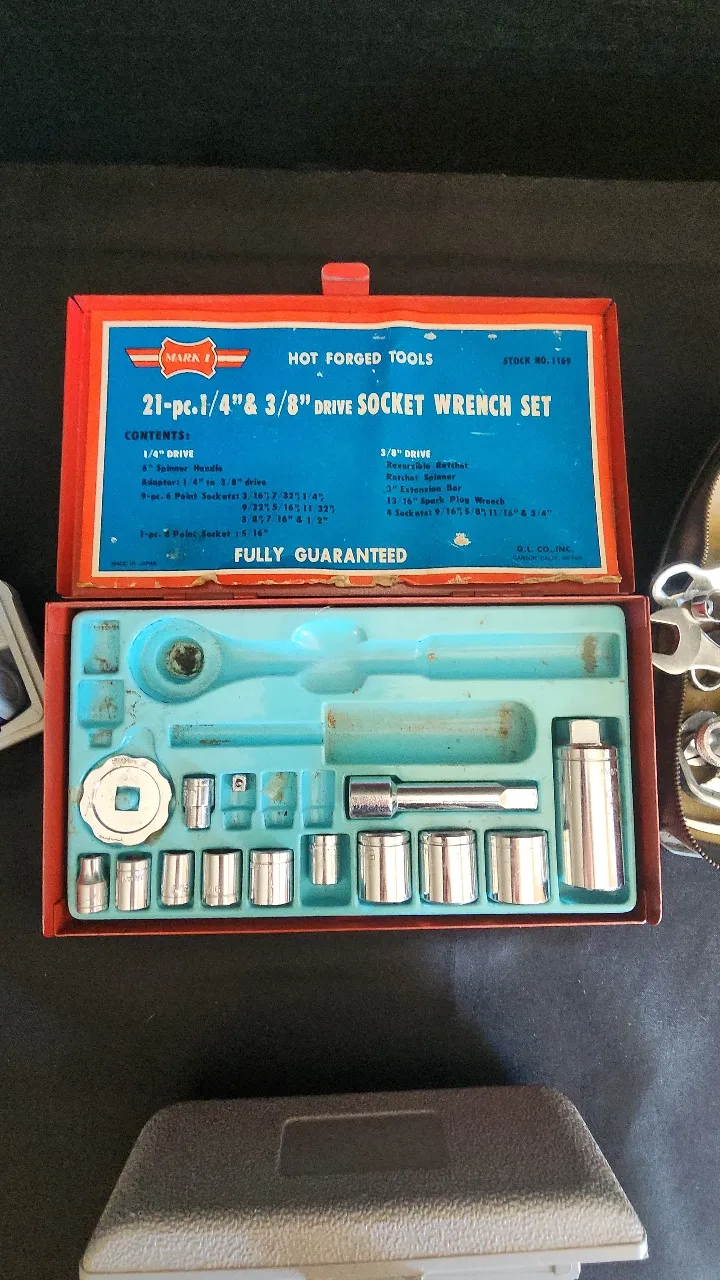 MARK I
HOT FORGED TOOLS
STOCK NO. 1169
21-pc. 1/4" & 3/8" DRIVE SOCKET WRENCH SET
CONTENTS:
1/4" DRIVE
6" Spinner Handle
Adaptor: 1/4" to 3/8" drive
9-pc. 6 Point Sockets: 3/16", 7/32", 1/4",
9/32", 5/16", 11/32",
3/8", 7/16" & 1/2"
1-pc. 8 Point Socket : 5/16"
3/8" DRIVE
Reversible Ratchet
Ratchet Spinner
3" Extension Bar
13/16" Spark Plug Wrench
4 Sockets: 9/16", 5/8", 11/16" & 3/4"
MADE IN JAPAN
FULLY GUARANTEED
G.L. CO., INC.
CARSON, CALIF.